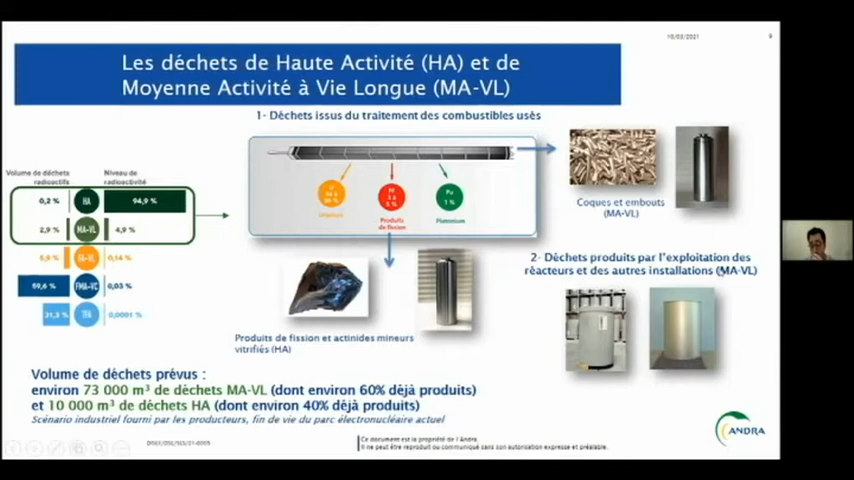 10/03/2021
9
Les déchets de Haute Activité (HA) et de
Moyenne Activité à Vie Longue (MA-VL)
1- Déchets issus du traitement des combustibles usés
Volume de déchets
radioactifs
Niveau de
radioactivité
0,2 %
HA
94,9 %
2,9 %
MA-VL
4,9 %
5,9 %
FA-VL
0,14 %
59,6 %
FMA-VC
0,03 %
31,3 %
TFA
0,0001 %
U
Uranium
PF
3 à
5 %
Produits
de fission
Pu
1 %
Plutonium
Coques et embouts
(MA-VL)
2- Déchets produits par l'exploitation des
réacteurs et des autres installations (MA-VL)
Produits de fission et actinides mineurs
vitrifiés (HA)
Volume de déchets prévus :
environ 73 000 m³ de déchets MA-VL (dont environ 60% déjà produits)
et 10 000 m³ de déchets HA (dont environ 40% déjà produits)
Scénario industriel fourni par les producteurs, fin de vie du parc électronucléaire actuel
Ce document est la propriété de l'Andra.
Il ne peut être reproduit ou communiqué sans son autorisation expresse et préalable.
ANDRA